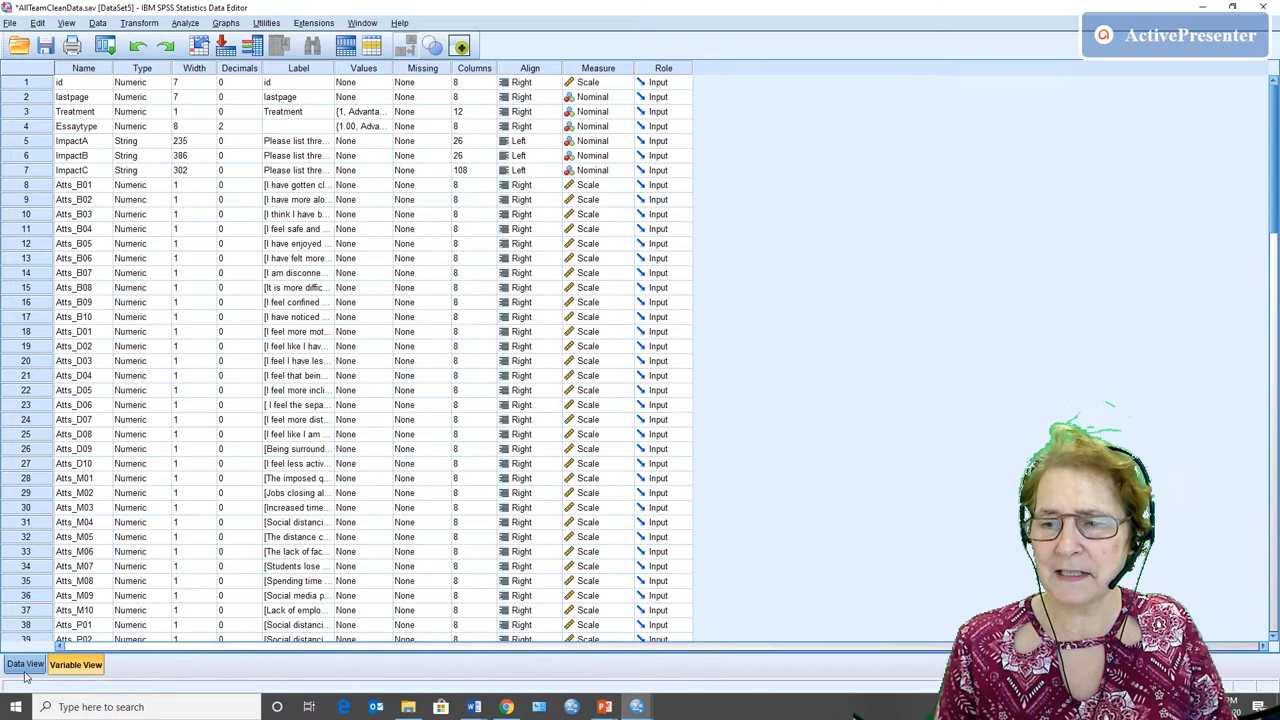 *AllTeamCleanData.sav [DataSet5] - IBM SPSS Statistics Data Editor
File Edit View Data Transform Analyze Graphs Utilities Extensions Window Help
ActivePresenter
Name Type Width Decimals Label Values Missing Columns Align Measure Role
1 id Numeric 7 0 id None None 8 Right Scale Input
2 lastpage Numeric 7 0 lastpage None None 8 Right Nominal Input
3 Treatment Numeric 1 0 Treatment {1, Advanta... None 12 Right Nominal Input
4 Essaytype Numeric 8 2 {1.00, Adva... None 8 Right Nominal Input
5 ImpactA String 235 0 Please list thre... None None 26 Left Nominal Input
6 ImpactB String 386 0 Please list thre... None None 26 Left Nominal Input
7 ImpactC String 302 0 Please list thre... None None 108 Left Nominal Input
8 Atts_B01 Numeric 1 0 [I have gotten cl... None None 8 Right Scale Input
9 Atts_B02 Numeric 1 0 [I have more alo... None None 8 Right Scale Input
10 Atts_B03 Numeric 1 0 [I think I have b... None None 8 Right Scale Input
11 Atts_B04 Numeric 1 0 [I feel safe and ... None None 8 Right Scale Input
12 Atts_B05 Numeric 1 0 [I have enjoyed ... None None 8 Right Scale Input
13 Atts_B06 Numeric 1 0 [I have felt more... None None 8 Right Scale Input
14 Atts_B07 Numeric 1 0 [I am disconne... None None 8 Right Scale Input
15 Atts_B08 Numeric 1 0 [It is more diffic... None None 8 Right Scale Input
16 Atts_B09 Numeric 1 0 [I feel confined ... None None 8 Right Scale Input
17 Atts_B10 Numeric 1 0 [I have noticed ... None None 8 Right Scale Input
18 Atts_D01 Numeric 1 0 [I feel more mot... None None 8 Right Scale Input
19 Atts_D02 Numeric 1 0 [I feel like I hav... None None 8 Right Scale Input
20 Atts_D03 Numeric 1 0 [I feel I have les... None None 8 Right Scale Input
21 Atts_D04 Numeric 1 0 [I feel that bein... None None 8 Right Scale Input
22 Atts_D05 Numeric 1 0 [I feel more incli... None None 8 Right Scale Input
23 Atts_D06 Numeric 1 0 [ I feel the sepa... None None 8 Right Scale Input
24 Atts_D07 Numeric 1 0 [I feel more dist... None None 8 Right Scale Input
25 Atts_D08 Numeric 1 0 [I feel like I am ... None None 8 Right Scale Input
26 Atts_D09 Numeric 1 0 [Being surround... None None 8 Right Scale Input
27 Atts_D10 Numeric 1 0 [I feel less activ... None None 8 Right Scale Input
28 Atts_M01 Numeric 1 0 [The imposed q... None None 8 Right Scale Input
29 Atts_M02 Numeric 1 0 [Jobs closing al... None None 8 Right Scale Input
30 Atts_M03 Numeric 1 0 [Increased time... None None 8 Right Scale Input
31 Atts_M04 Numeric 1 0 [Social distanci... None None 8 Right Scale Input
32 Atts_M05 Numeric 1 0 [The distance c... None None 8 Right Scale Input
33 Atts_M06 Numeric 1 0 [The lack of fac... None None 8 Right Scale Input
34 Atts_M07 Numeric 1 0 [Students lose ... None None 8 Right Scale Input
35 Atts_M08 Numeric 1 0 [Spending time ... None None 8 Right Scale Input
36 Atts_M09 Numeric 1 0 [Social media p... None None 8 Right Scale Input
37 Atts_M10 Numeric 1 0 [Lack of emplo... None None 8 Right Scale Input
38 Atts_P01 Numeric 1 0 [Social distanci... None None 8 Right Scale Input
39 Atts_P02 Numeric 1 0 [Social distanci... None None 8 Right Scale Input
Data View Variable View
Type here to search